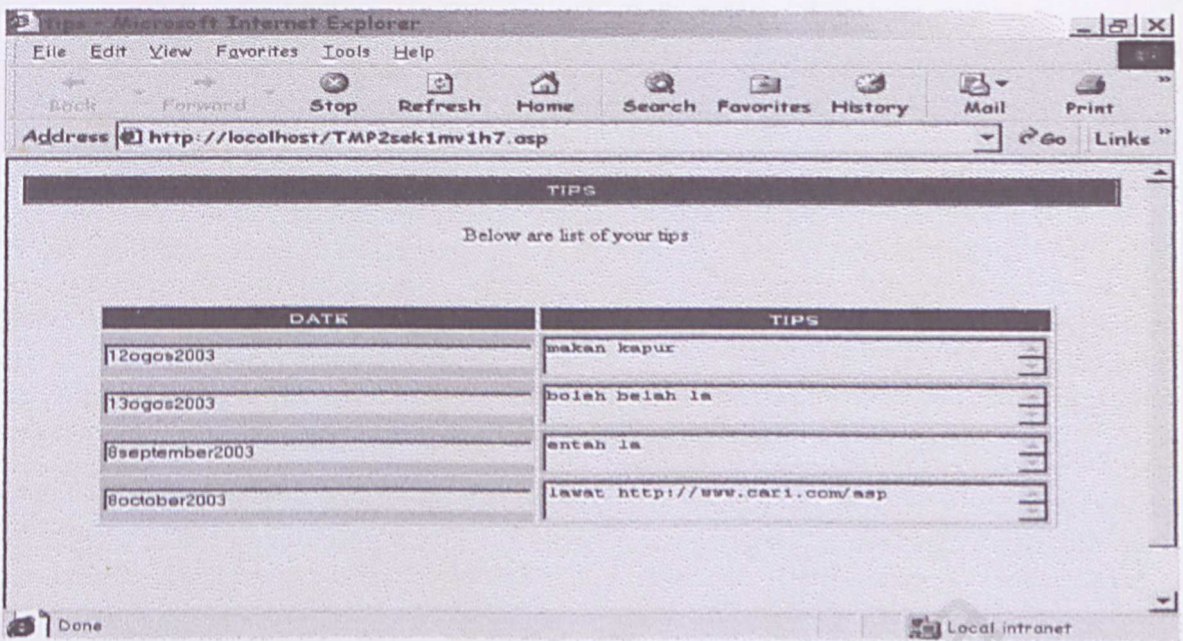 tips - Microsoft Internet Explorer
File Edit View Favorites Tools Help
Back Forward Stop Refresh Home Search Favorites History Mail Print
Address http://localhost/TMP2sek1mv1h7.asp Go Links
TIPS
Below are list of your tips
DATE TIPS
12ogos2003 makan kapur
13ogos2003 boleh belah la
8september2003 entah la
8october2003 lawat http://www.cari.com/asp
Done Local intranet